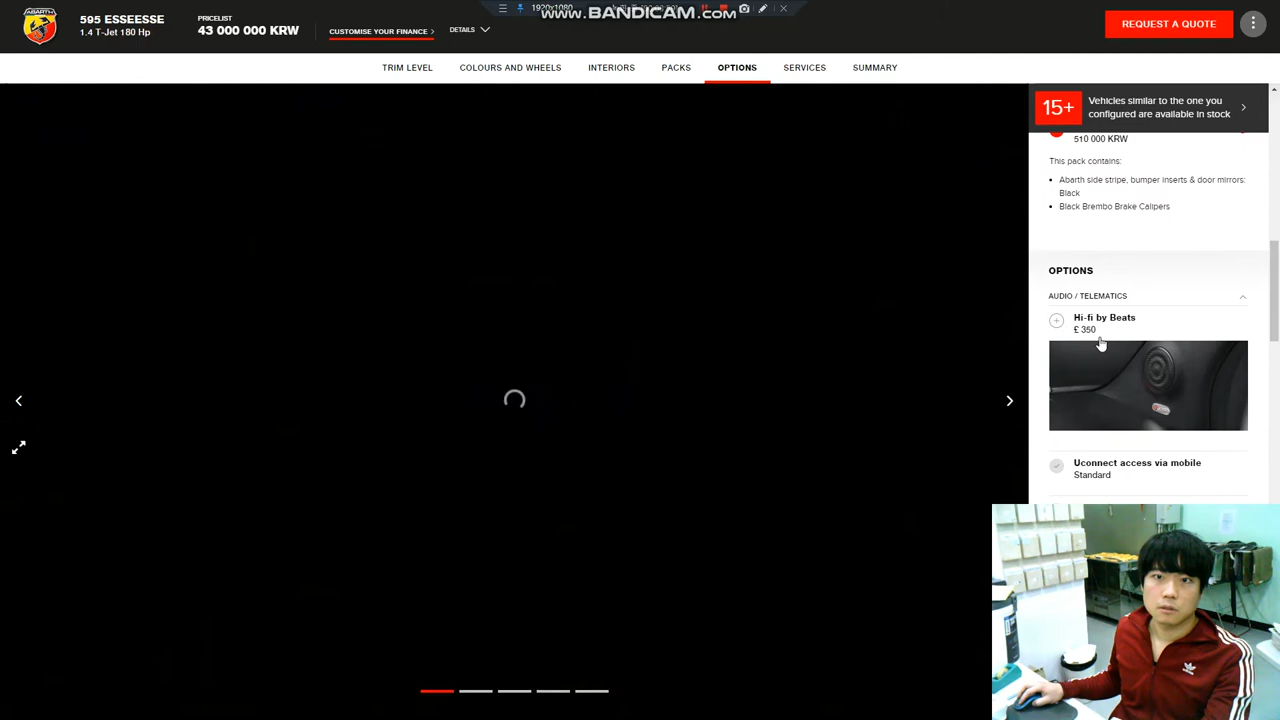 1920x1080
www.BANDICAM.com
ABARTH
595 ESSEESSE
1.4 T-Jet 180 Hp
PRICELIST
43 000 000 KRW
CUSTOMISE YOUR FINANCE
DETAILS
REQUEST A QUOTE
TRIM LEVEL
COLOURS AND WHEELS
INTERIORS
PACKS
OPTIONS
SERVICES
SUMMARY
15+
Vehicles similar to the one you
configured are available in stock
510 000 KRW
This pack contains:
Abarth side stripe, bumper inserts & door mirrors:
Black
Black Brembo Brake Calipers
OPTIONS
AUDIO / TELEMATICS
Hi-fi by Beats
£ 350
Uconnect access via mobile
Standard